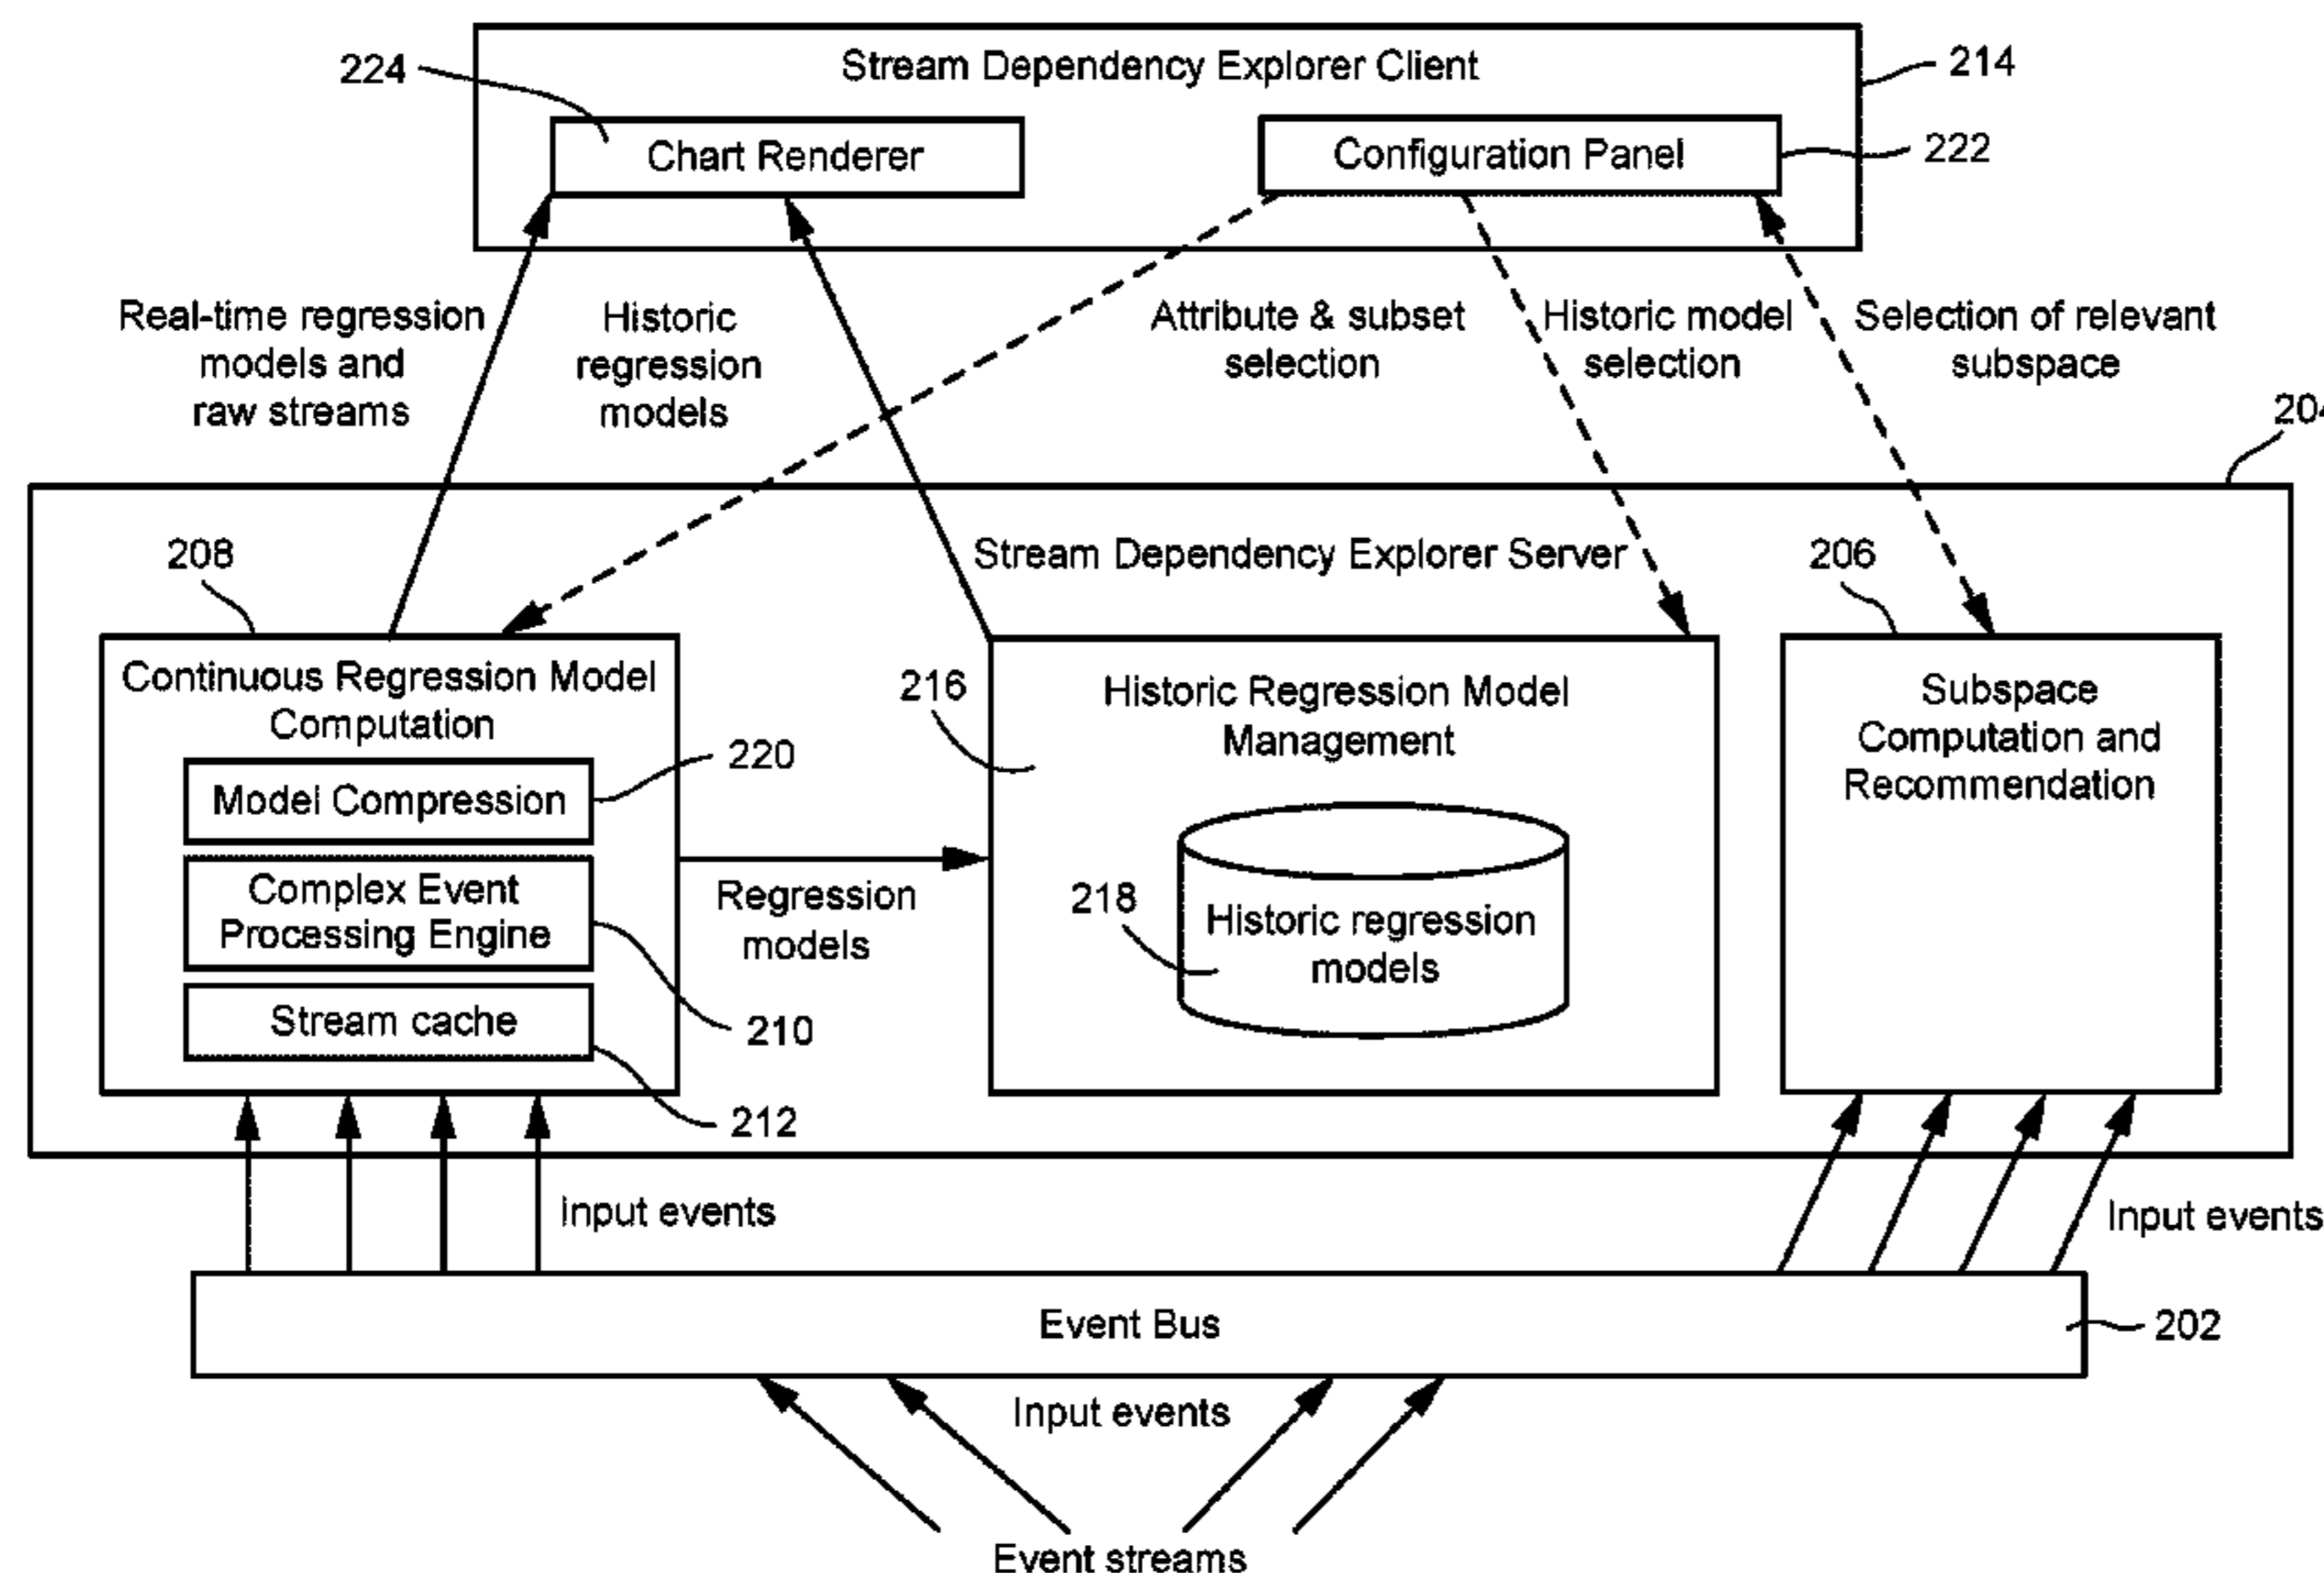 Stream Dependency Explorer Client
224
214
Chart Renderer
Configuration Panel
222
Real-time regression
models and
raw streams
Historic
regression
models
Attribute & subset
selection
Historic model
selection
Selection of relevant
subspace
204
Stream Dependency Explorer Server
208
206
Continuous Regression Model
Computation
220
Model Compression
Complex Event
Processing Engine
210
Stream cache
212
Regression
models
216
Historic Regression Model
Management
218
Historic regression
models
Subspace
Computation and
Recommendation
Input events
Input events
Event Bus
202
Input events
Event streams